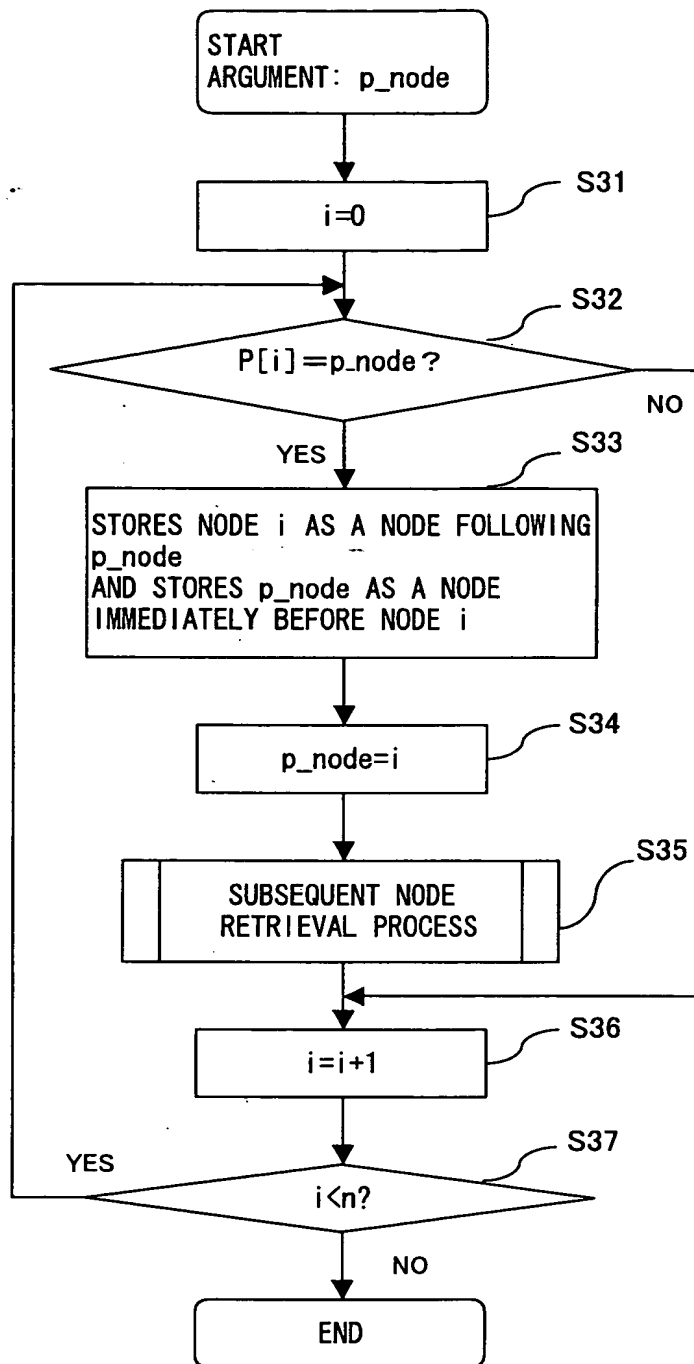 START
ARGUMENT: p_node
S31
i=0
S32
P[i]==p_node?
NO
YES
S33
STORES NODE i AS A NODE FOLLOWING
p_node
AND STORES p_node AS A NODE
IMMEDIATELY BEFORE NODE i
S34
p_node=i
S35
SUBSEQUENT NODE
RETRIEVAL PROCESS
S36
i=i+1
S37
YES
i<n?
NO
END